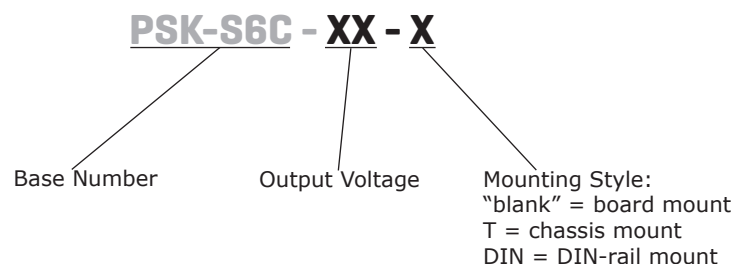 PSK-S6C - XX - X
Base Number
Output Voltage
Mounting Style:
“blank” = board mount
T = chassis mount
DIN = DIN-rail mount